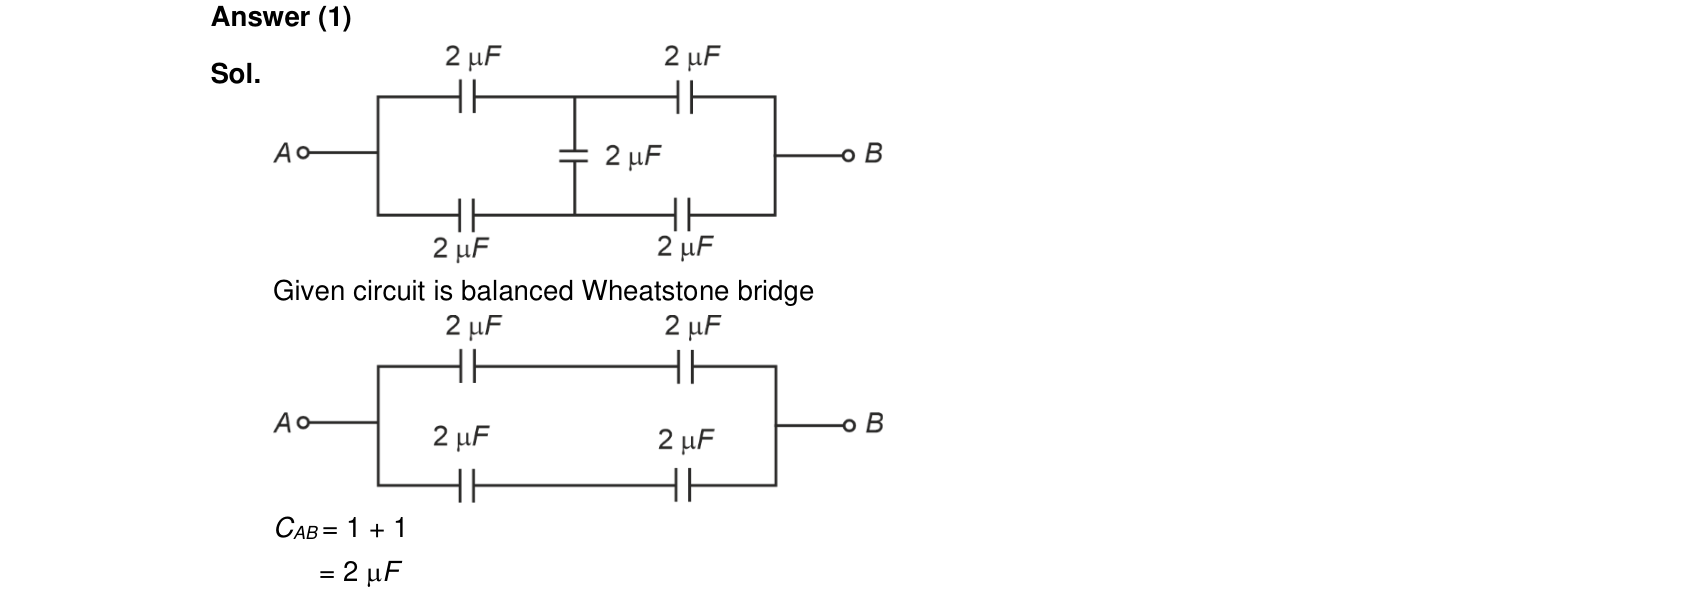 Answer (1)
2 μF 2 μF
Sol.
A 2 μF B
2 μF 2 μF
Given circuit is balanced Wheatstone bridge
2 μF 2 μF
A B
2 μF 2 μF
C_AB = 1 + 1
= 2 μF